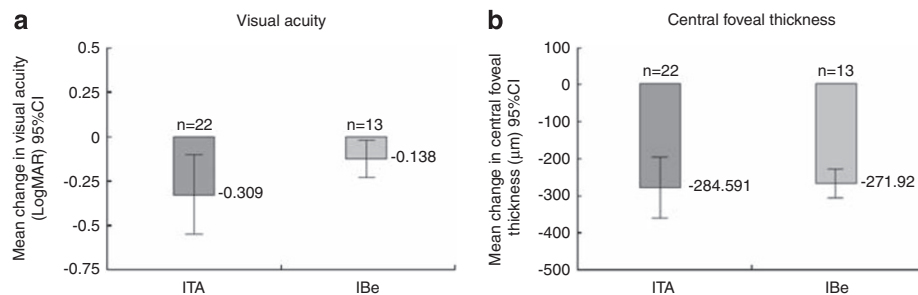 a
Visual acuity
Mean change in visual acuity
(LogMAR) 95%CI
0.5
0.25
0
-0.25
-0.5
-0.75
n=22
n=13
-0.309
-0.138
ITA
IBe
b
Central foveal thickness
Mean change in central foveal
thickness (μm) 95%CI
100
0
-100
-200
-300
-400
-500
n=22
n=13
-284.591
-271.92
ITA
IBe